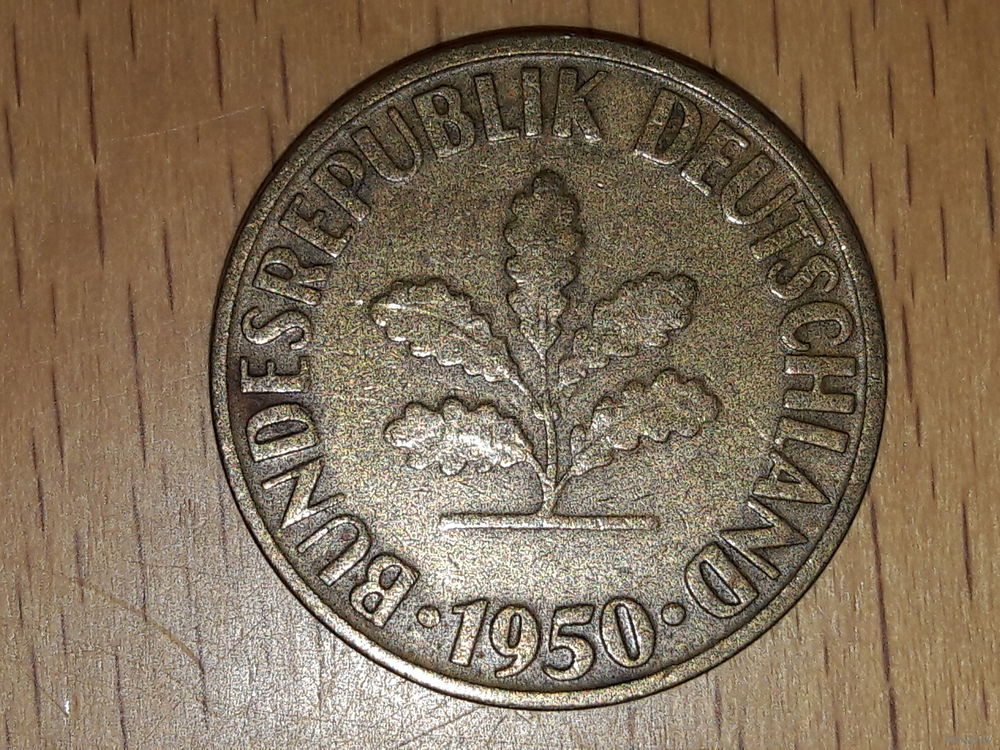 BUNDESREPUBLIK DEUTSCHLAND
· 1950 ·